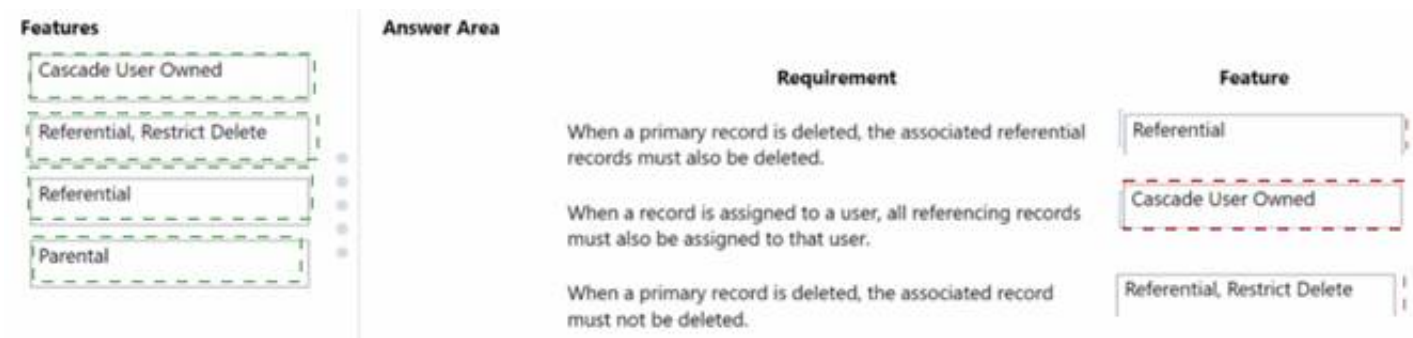 Features
Answer Area
Cascade User Owned
Referential, Restrict Delete
Referential
Parental
Requirement
Feature
When a primary record is deleted, the associated referential
records must also be deleted.
Referential
When a record is assigned to a user, all referencing records
must also be assigned to that user.
Cascade User Owned
When a primary record is deleted, the associated record
must not be deleted.
Referential, Restrict Delete